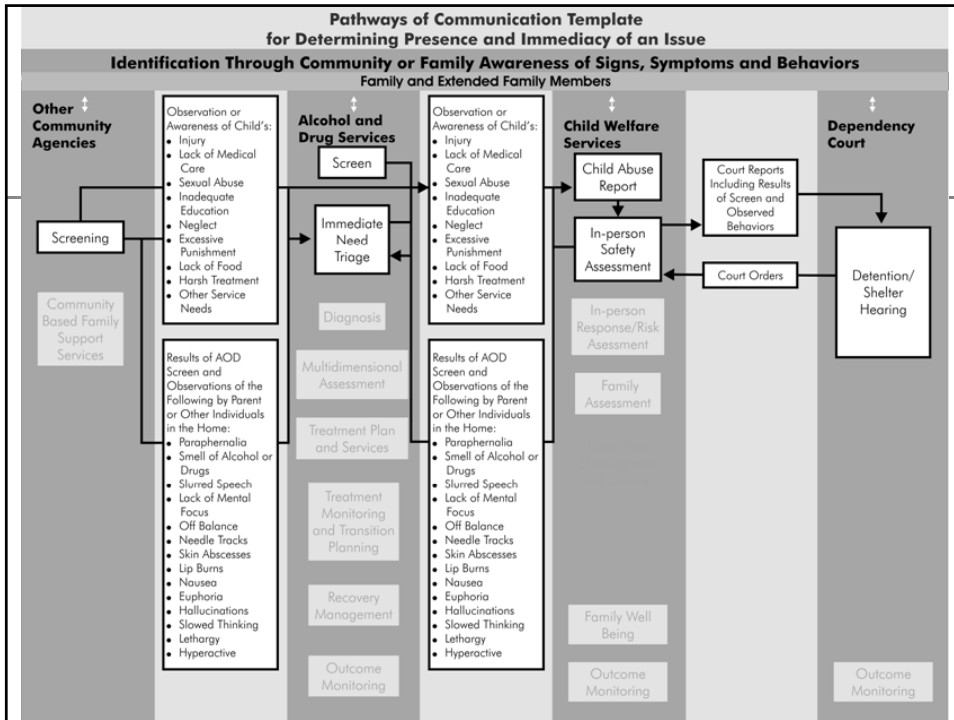 Pathways of Communication Template
for Determining Presence and Immediacy of an Issue
Identification Through Community or Family Awareness of Signs, Symptoms and Behaviors
Family and Extended Family Members
Other
Community
Agencies
Screening
Community
Based Family
Support
Services
Observation or
Awareness of Child's:
• Injury
• Lack of Medical
Care
• Sexual Abuse
• Inadequate
Education
• Neglect
• Excessive
Punishment
• Lack of Food
• Harsh Treatment
• Other Service
Needs
Results of AOD
Screen and
Observations of the
Following by Parent
or Other Individuals
in the Home:
• Paraphernalia
• Smell of Alcohol or
Drugs
• Slurred Speech
• Lack of Mental
Focus
• Off Balance
• Needle Tracks
• Skin Abscesses
• Lip Burns
• Nausea
• Euphoria
• Hallucinations
• Slowed Thinking
• Lethargy
• Hyperactive
Alcohol and
Drug Services
Screen
Immediate
Need
Triage
Diagnosis
Multidimensional
Assessment
Treatment Plan
and Services
Treatment
Monitoring
and Transition
Planning
Recovery
Management
Outcome
Monitoring
Observation or
Awareness of Child's:
• Injury
• Lack of Medical
Care
• Sexual Abuse
• Inadequate
Education
• Neglect
• Excessive
Punishment
• Lack of Food
• Harsh Treatment
• Other Service
Needs
Results of AOD
Screen and
Observations of the
Following by Parent
or Other Individuals
in the Home:
• Paraphernalia
• Smell of Alcohol or
Drugs
• Slurred Speech
• Lack of Mental
Focus
• Off Balance
• Needle Tracks
• Skin Abscesses
• Lip Burns
• Nausea
• Euphoria
• Hallucinations
• Slowed Thinking
• Lethargy
• Hyperactive
Child Welfare
Services
Child Abuse
Report
In-person
Safety
Assessment
In-person
Response/Risk
Asessment
Family
Assessment
Family Well
Being
Outcome
Monitoring
Court Reports
Including Results
of Screen and
Observed
Behaviors
Court Orders
Dependency
Court
Detention/
Shelter
Hearing
Outcome
Monitoring